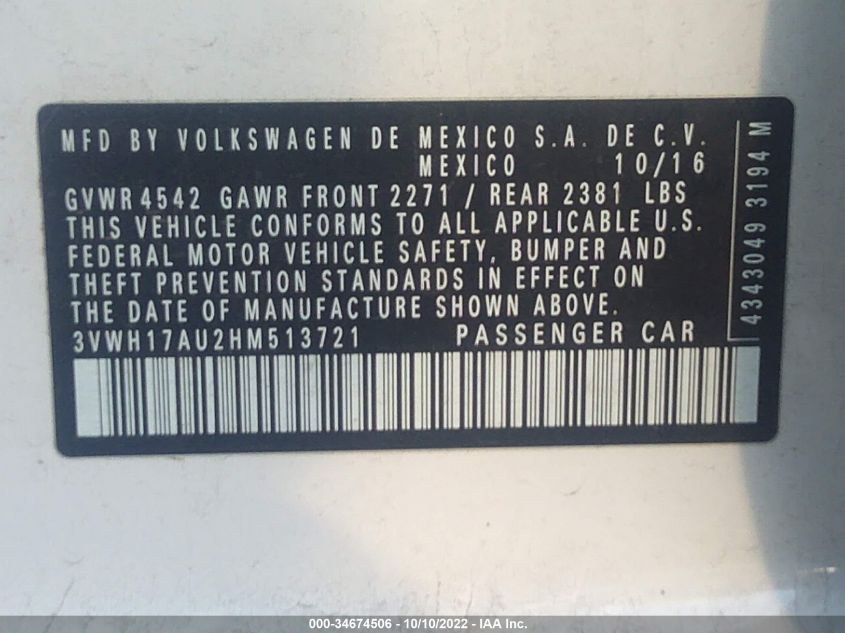 MFD BY VOLKSWAGEN DE MEXICO S.A. DE C.V.
MEXICO 10/16
GVWR 4542 GAWR FRONT 2271 / REAR 2381 LBS
THIS VEHICLE CONFORMS TO ALL APPLICABLE U.S.
FEDERAL MOTOR VEHICLE SAFETY, BUMPER AND
THEFT PREVENTION STANDARDS IN EFFECT ON
THE DATE OF MANUFACTURE SHOWN ABOVE.
3VWH17AU2HM513721 PASSENGER CAR
4343049 3194 M
000-34674506 - 10/10/2022 - IAA Inc.